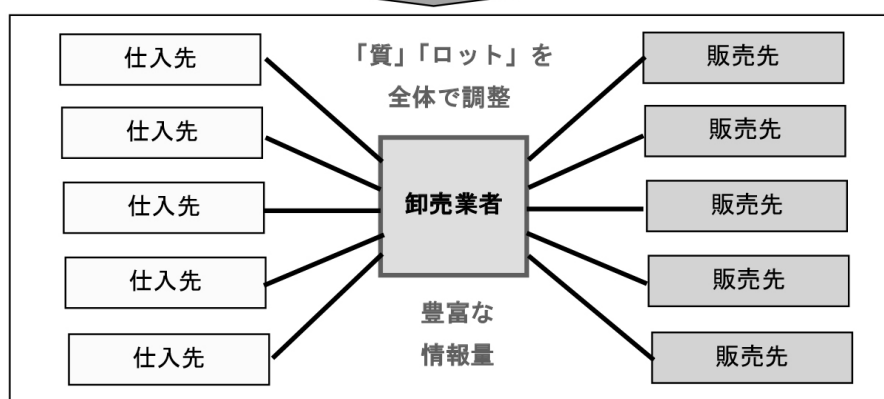 仕入先
仕入先
仕入先
仕入先
仕入先
「質」「ロット」を
全体で調整
卸売業者
豊富な
情報量
販売先
販売先
販売先
販売先
販売先